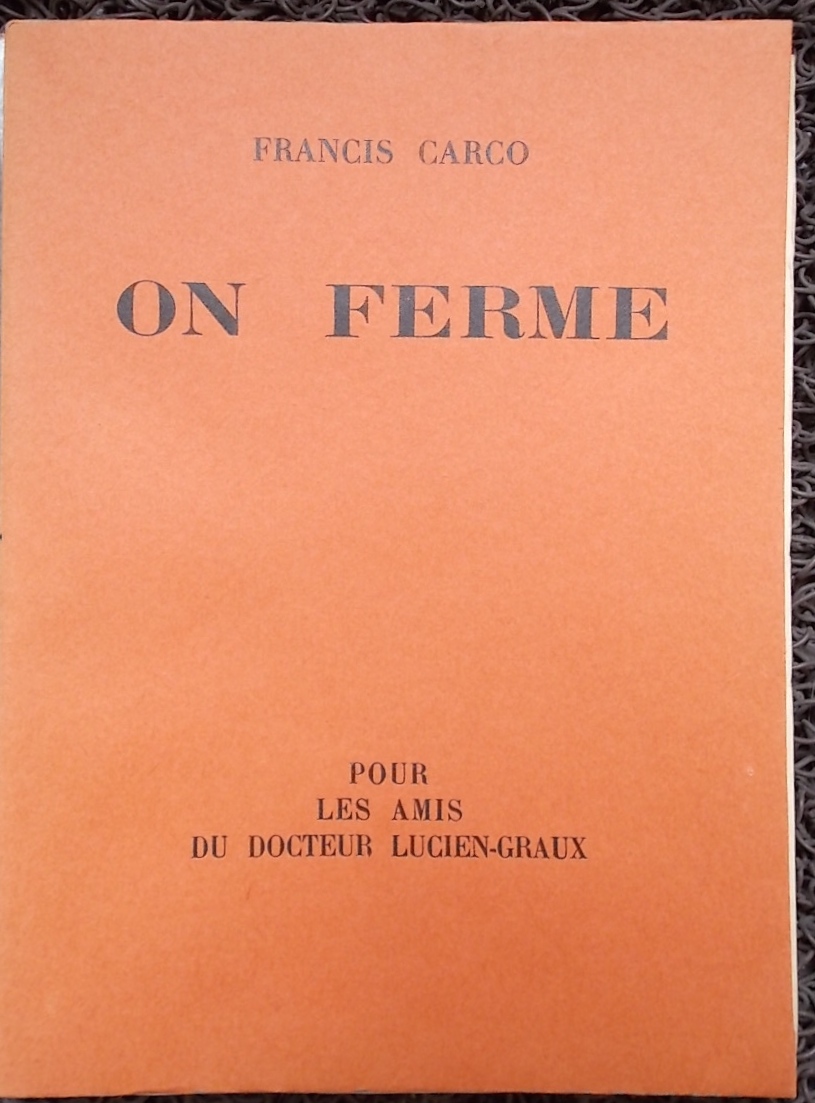 FRANCIS CARCO
ON FERME
POUR
LES AMIS
DU DOCTEUR LUCIEN-GRAUX